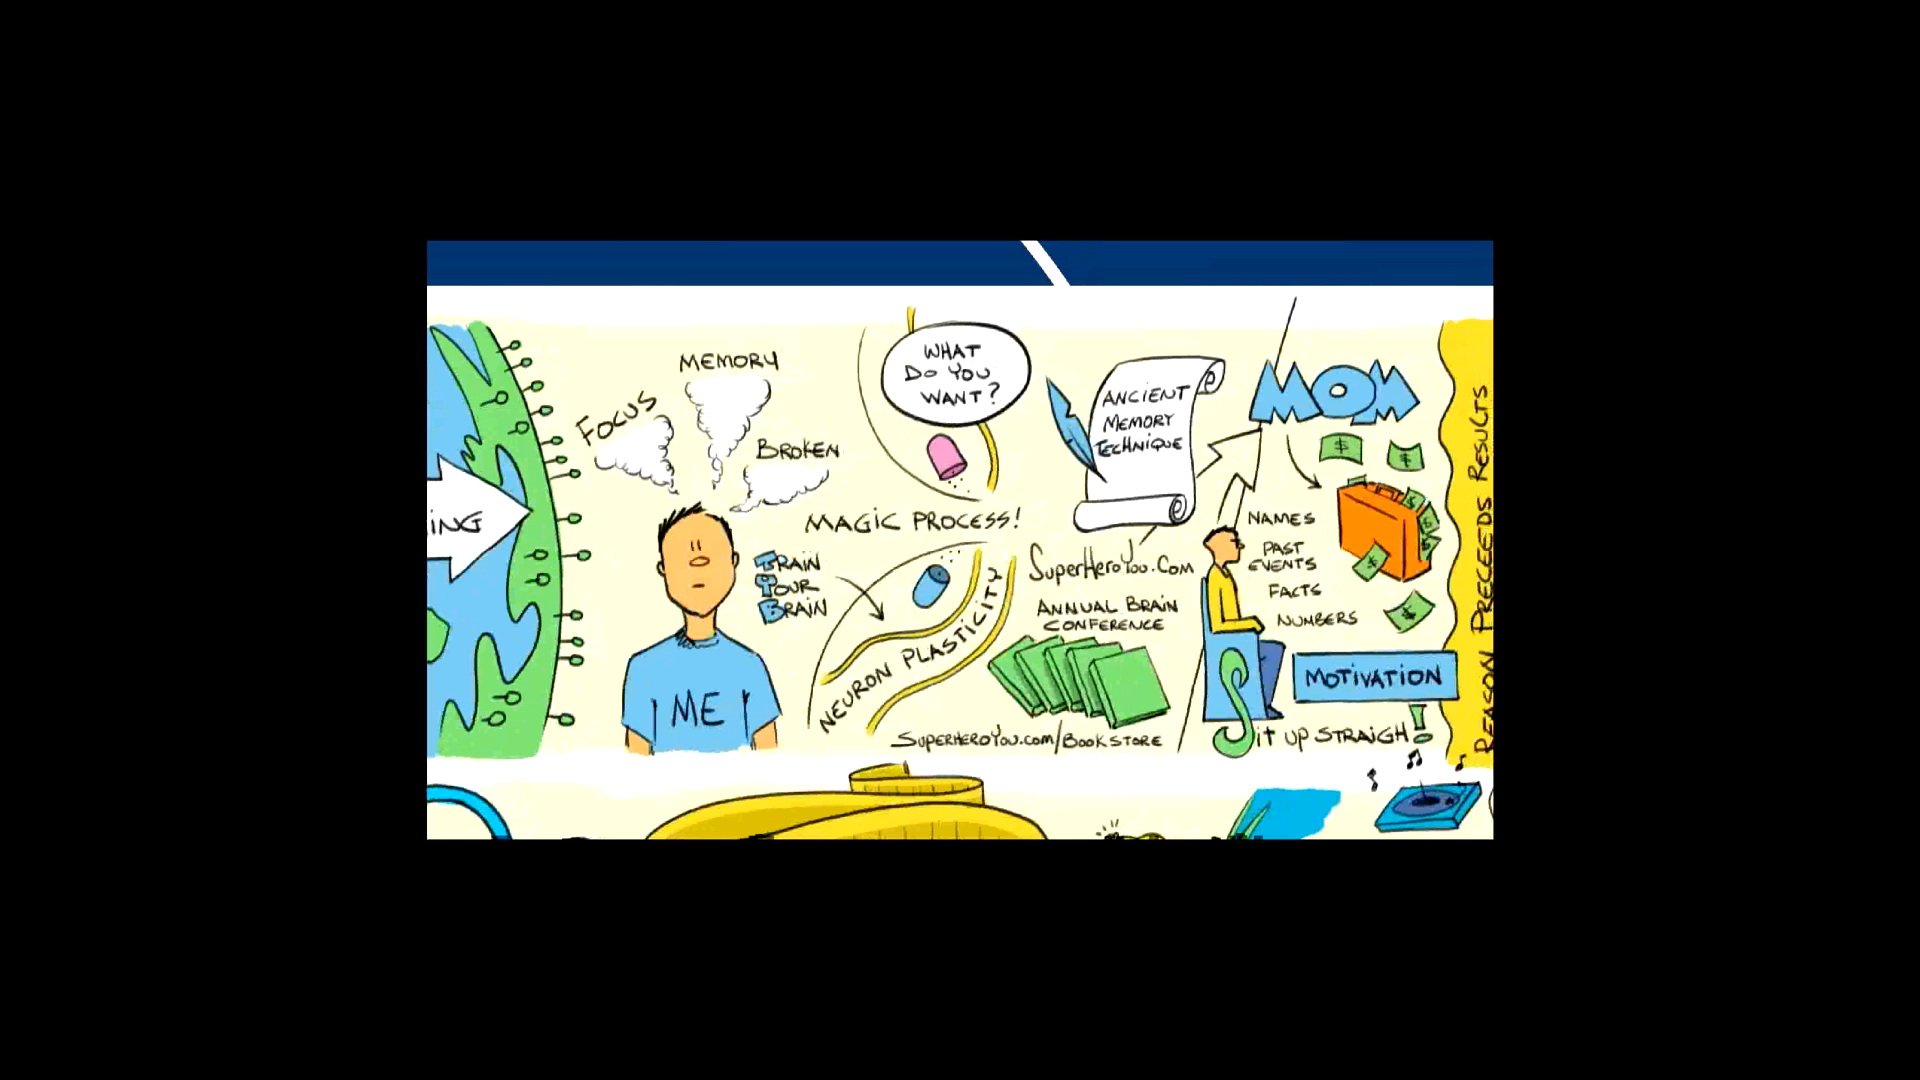 ING
FOCUS
MEMORY
BROKEN
ME
TRAIN
YOUR
BRAIN
WHAT
DO YOU
WANT?
MAGIC PROCESS!
NEURON PLASTICITY
ANCIENT
MEMORY
TECHNIQUE
SUPERHEROYOU.COM
ANNUAL BRAIN
CONFERENCE
SUPERHEROYOU.COM/BOOKSTORE
MOM
$
$
$
$
NAMES
PAST
EVENTS
FACTS
NUMBERS
$
MOTIVATION
SIT UP STRAIGH!
REASON PRECEEDS RESULTS